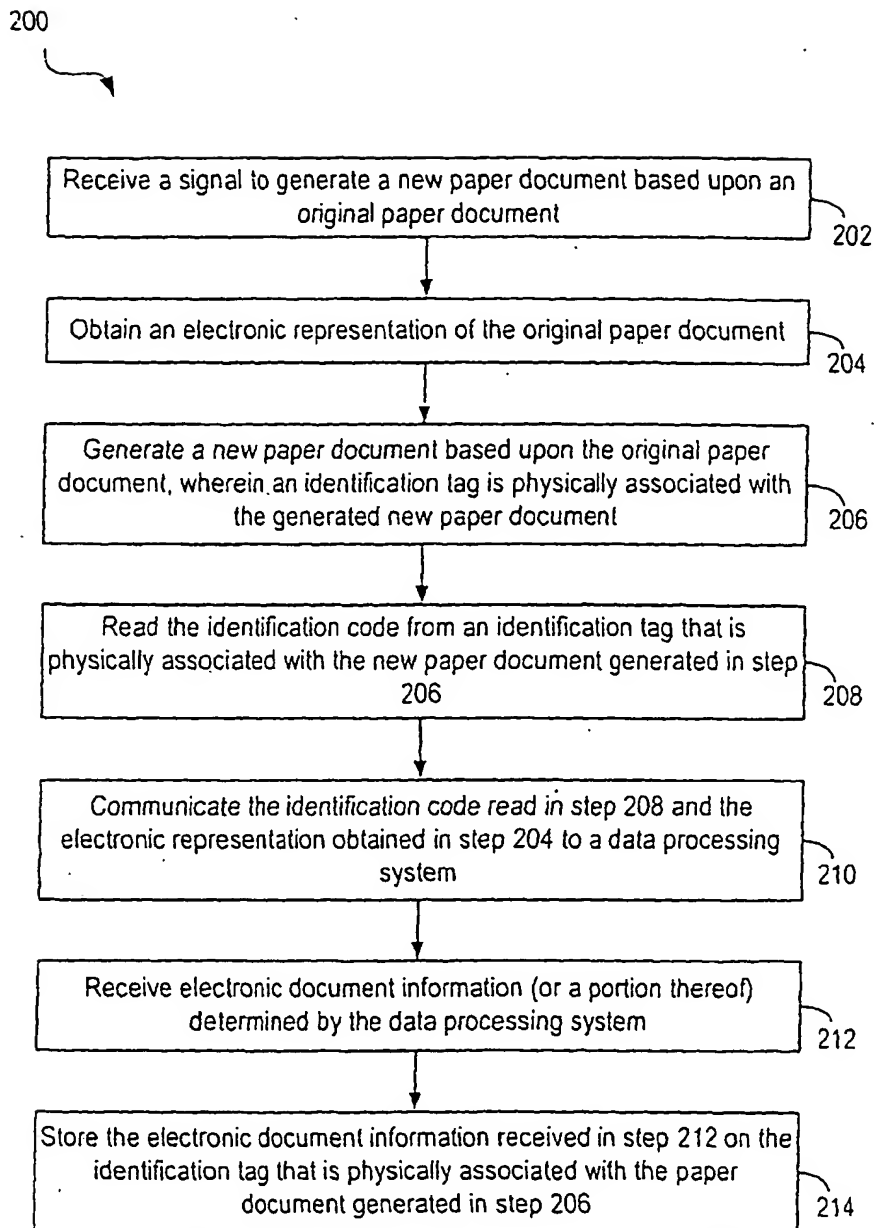 200
Receive a signal to generate a new paper document based upon an
original paper document
202
Obtain an electronic representation of the original paper document
204
Generate a new paper document based upon the original paper
document, wherein an identification tag is physically associated with
the generated new paper document
206
Read the identification code from an identification tag that is
physically associated with the new paper document generated in step
206
208
Communicate the identification code read in step 208 and the
electronic representation obtained in step 204 to a data processing
system
210
Receive electronic document information (or a portion thereof)
determined by the data processing system
212
Store the electronic document information received in step 212 on the
identification tag that is physically associated with the paper
document generated in step 206
214